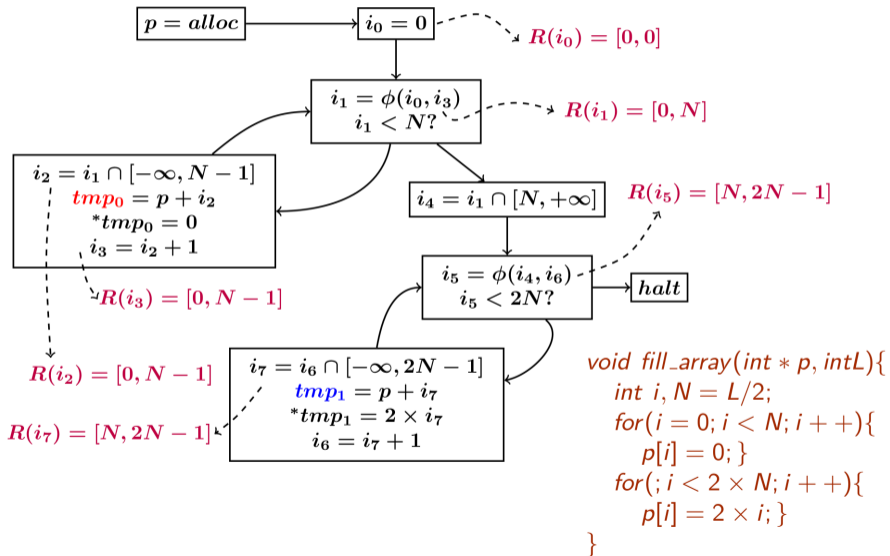 p = alloc
i₀ = 0
R(i₀) = [0, 0]
i₁ = ϕ(i₀, i₃)
i₁ < N?
R(i₁) = [0, N]
i₂ = i₁ ∩ [−∞, N − 1]
tmp₀ = p + i₂
*tmp₀ = 0
i₃ = i₂ + 1
i₄ = i₁ ∩ [N, +∞]
R(i₅) = [N, 2N − 1]
i₅ = ϕ(i₄, i₆)
i₅ < 2N?
halt
R(i₃) = [0, N − 1]
R(i₂) = [0, N − 1]
i₇ = i₆ ∩ [−∞, 2N − 1]
tmp₁ = p + i₇
*tmp₁ = 2 × i₇
i₆ = i₇ + 1
R(i₇) = [N, 2N − 1]
void fill_array(int * p, intL){
int i, N = L/2;
for(i = 0; i < N; i + +){
p[i] = 0; }
for(; i < 2 × N; i + +){
p[i] = 2 × i; }
}